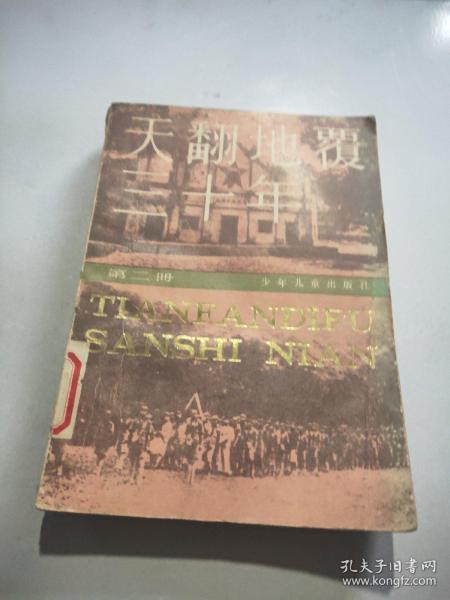 天翻地覆
三十年
第二册
少年儿童出版社
TIANFANDIFU
SANSHI NIAN
孔夫子旧书网
www.kongfz.com